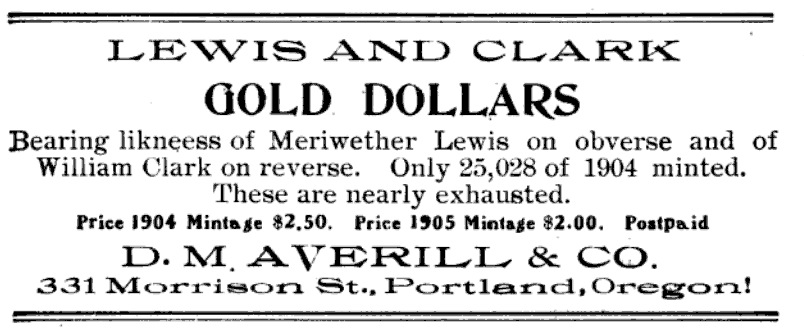 LEWIS AND CLARK
GOLD DOLLARS
Bearing likneess of Meriwether Lewis on obverse and of
William Clark on reverse. Only 25,028 of 1904 minted.
These are nearly exhausted.
Price 1904 Mintage $2.50. Price 1905 Mintage $2.00. Postpaid
D. M. AVERILL & CO.
331 Morrison St., Portland, Oregon!